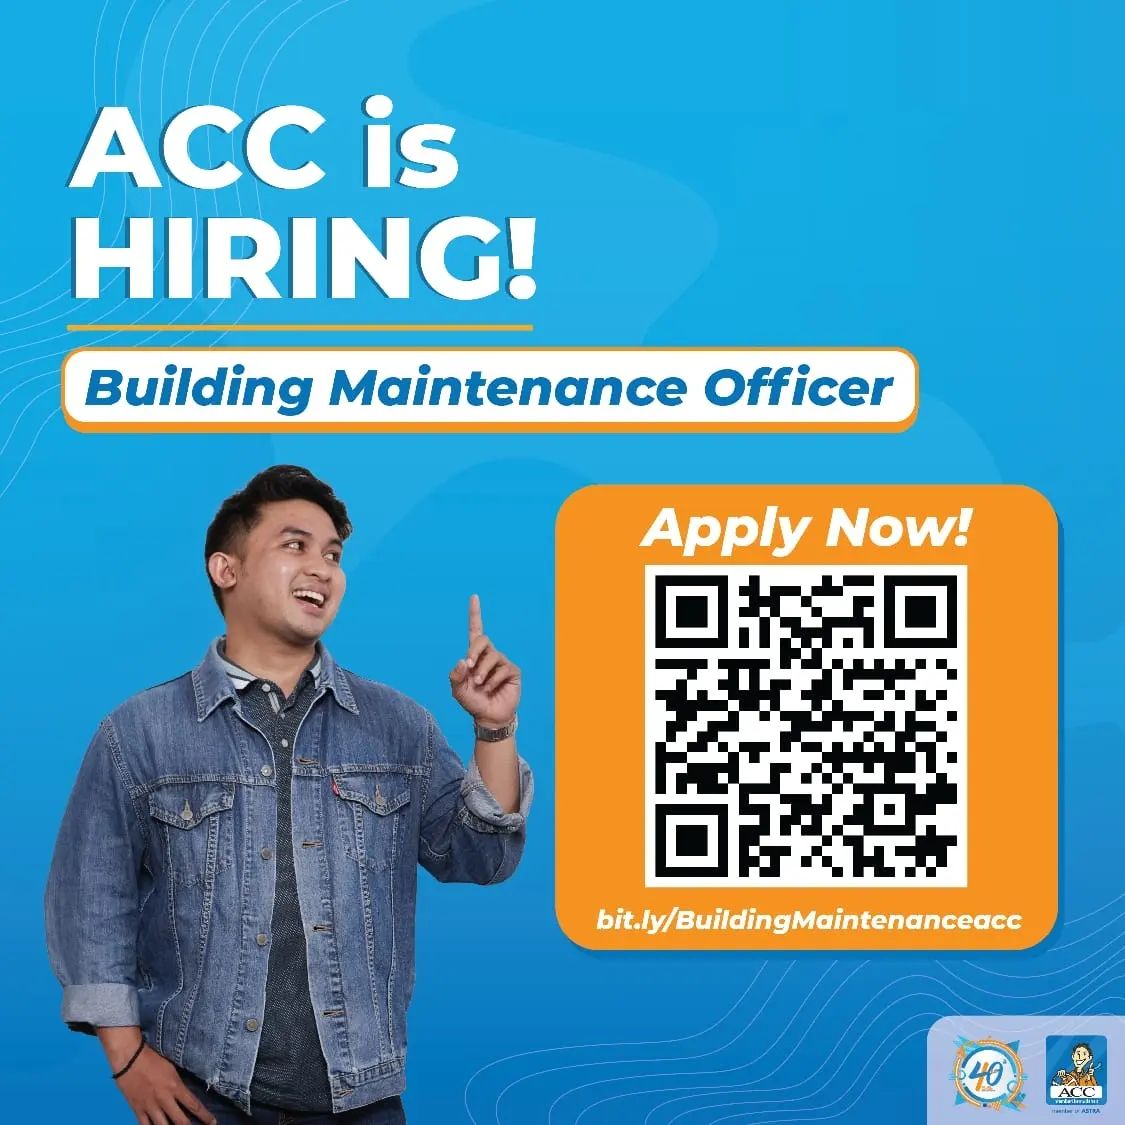 ACC is
HIRING!
Building Maintenance Officer
Apply Now!
bit.ly/BuildingMaintenanceacc
40
ACC
member of ASTRA